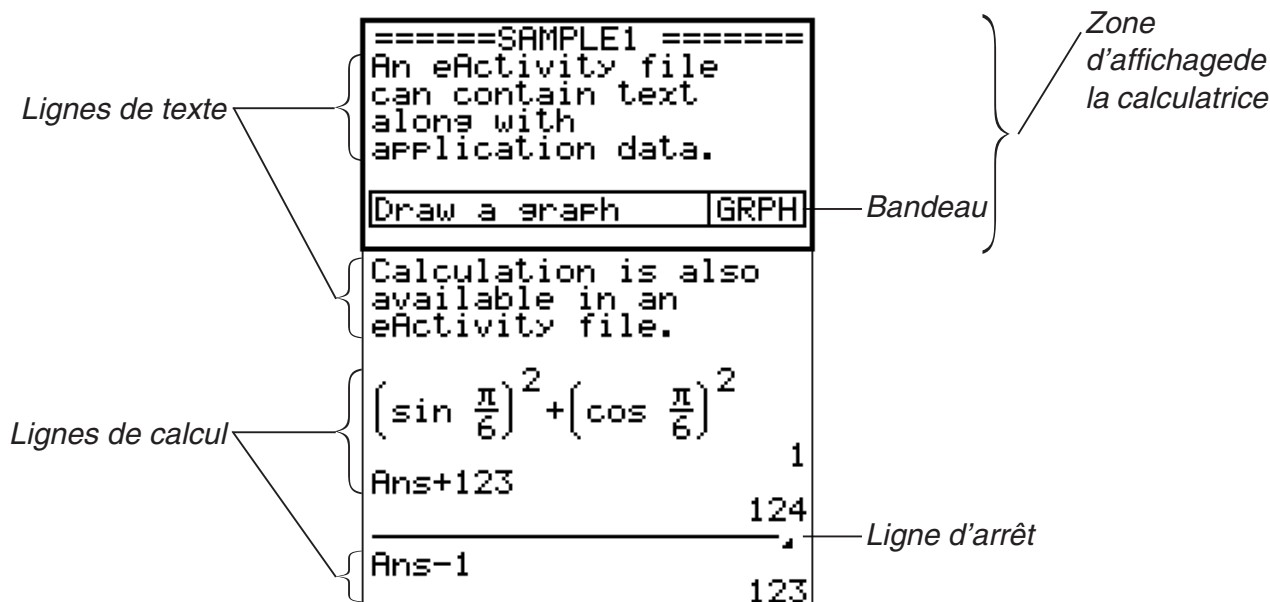 ======SAMPLE1 =======
An eActivity file
can contain text
along with
application data.
Draw a graph GRPH
Calculation is also
available in an
eActivity file.
(sin π/6)²+(cos π/6)²
1
Ans+123
124
Ans−1
123
Lignes de texte
Lignes de calcul
Zone
d'affichagede
la calculatrice
Bandeau
Ligne d'arrêt